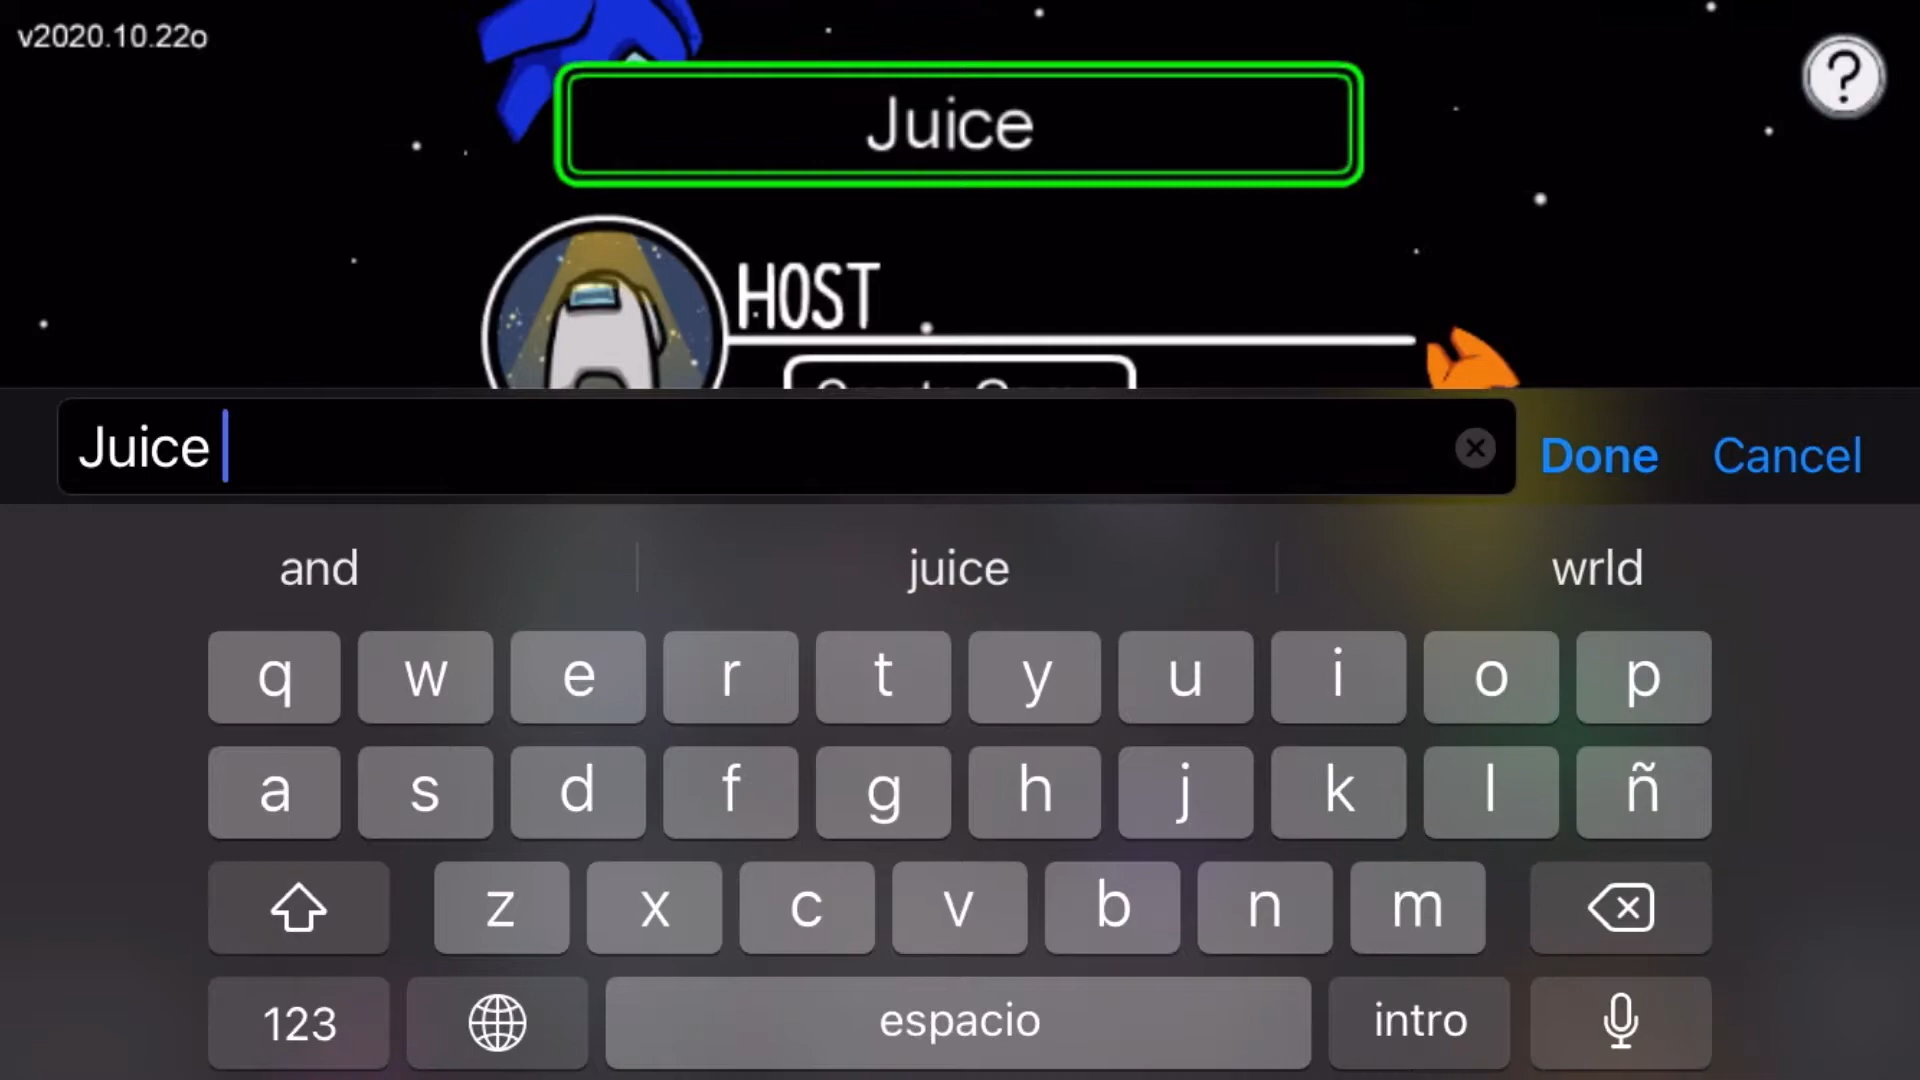 v2020.10.22o
Juice
HOST
Juice
Done
Cancel
and
juice
wrld
q w e r t y u i o p
a s d f g h j k l ñ
z x c v b n m
123
espacio
intro